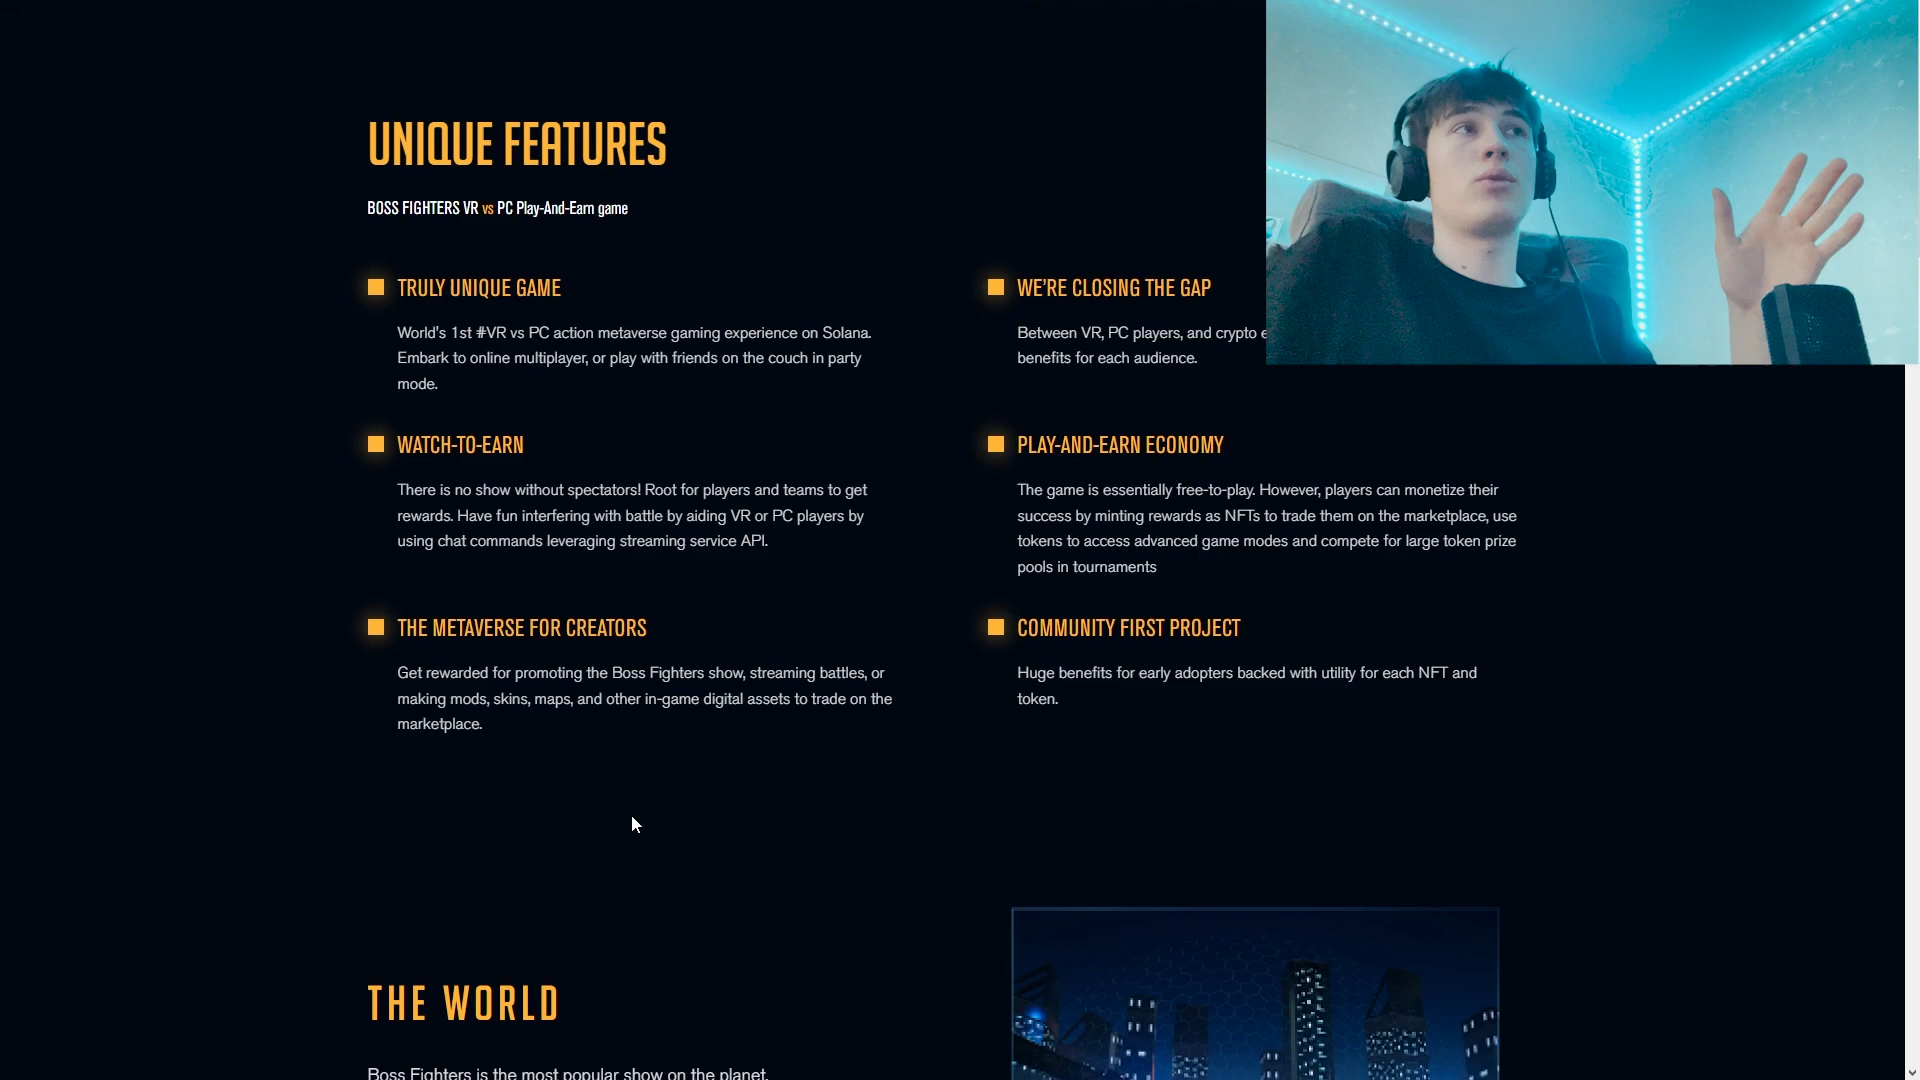 UNIQUE FEATURES
BOSS FIGHTERS VR vs PC Play-And-Earn game
TRULY UNIQUE GAME
World's 1st #VR vs PC action metaverse gaming experience on Solana.
Embark to online multiplayer, or play with friends on the couch in party
mode.
WE'RE CLOSING THE GAP
Between VR, PC players, and crypto
benefits for each audience.
WATCH-TO-EARN
There is no show without spectators! Root for players and teams to get
rewards. Have fun interfering with battle by aiding VR or PC players by
using chat commands leveraging streaming service API.
PLAY-AND-EARN ECONOMY
The game is essentially free-to-play. However, players can monetize their
success by minting rewards as NFTs to trade them on the marketplace, use
tokens to access advanced game modes and compete for large token prize
pools in tournaments
THE METAVERSE FOR CREATORS
Get rewarded for promoting the Boss Fighters show, streaming battles, or
making mods, skins, maps, and other in-game digital assets to trade on the
marketplace.
COMMUNITY FIRST PROJECT
Huge benefits for early adopters backed with utility for each NFT and
token.
THE WORLD
Boss Fighters is the most popular show on the planet.